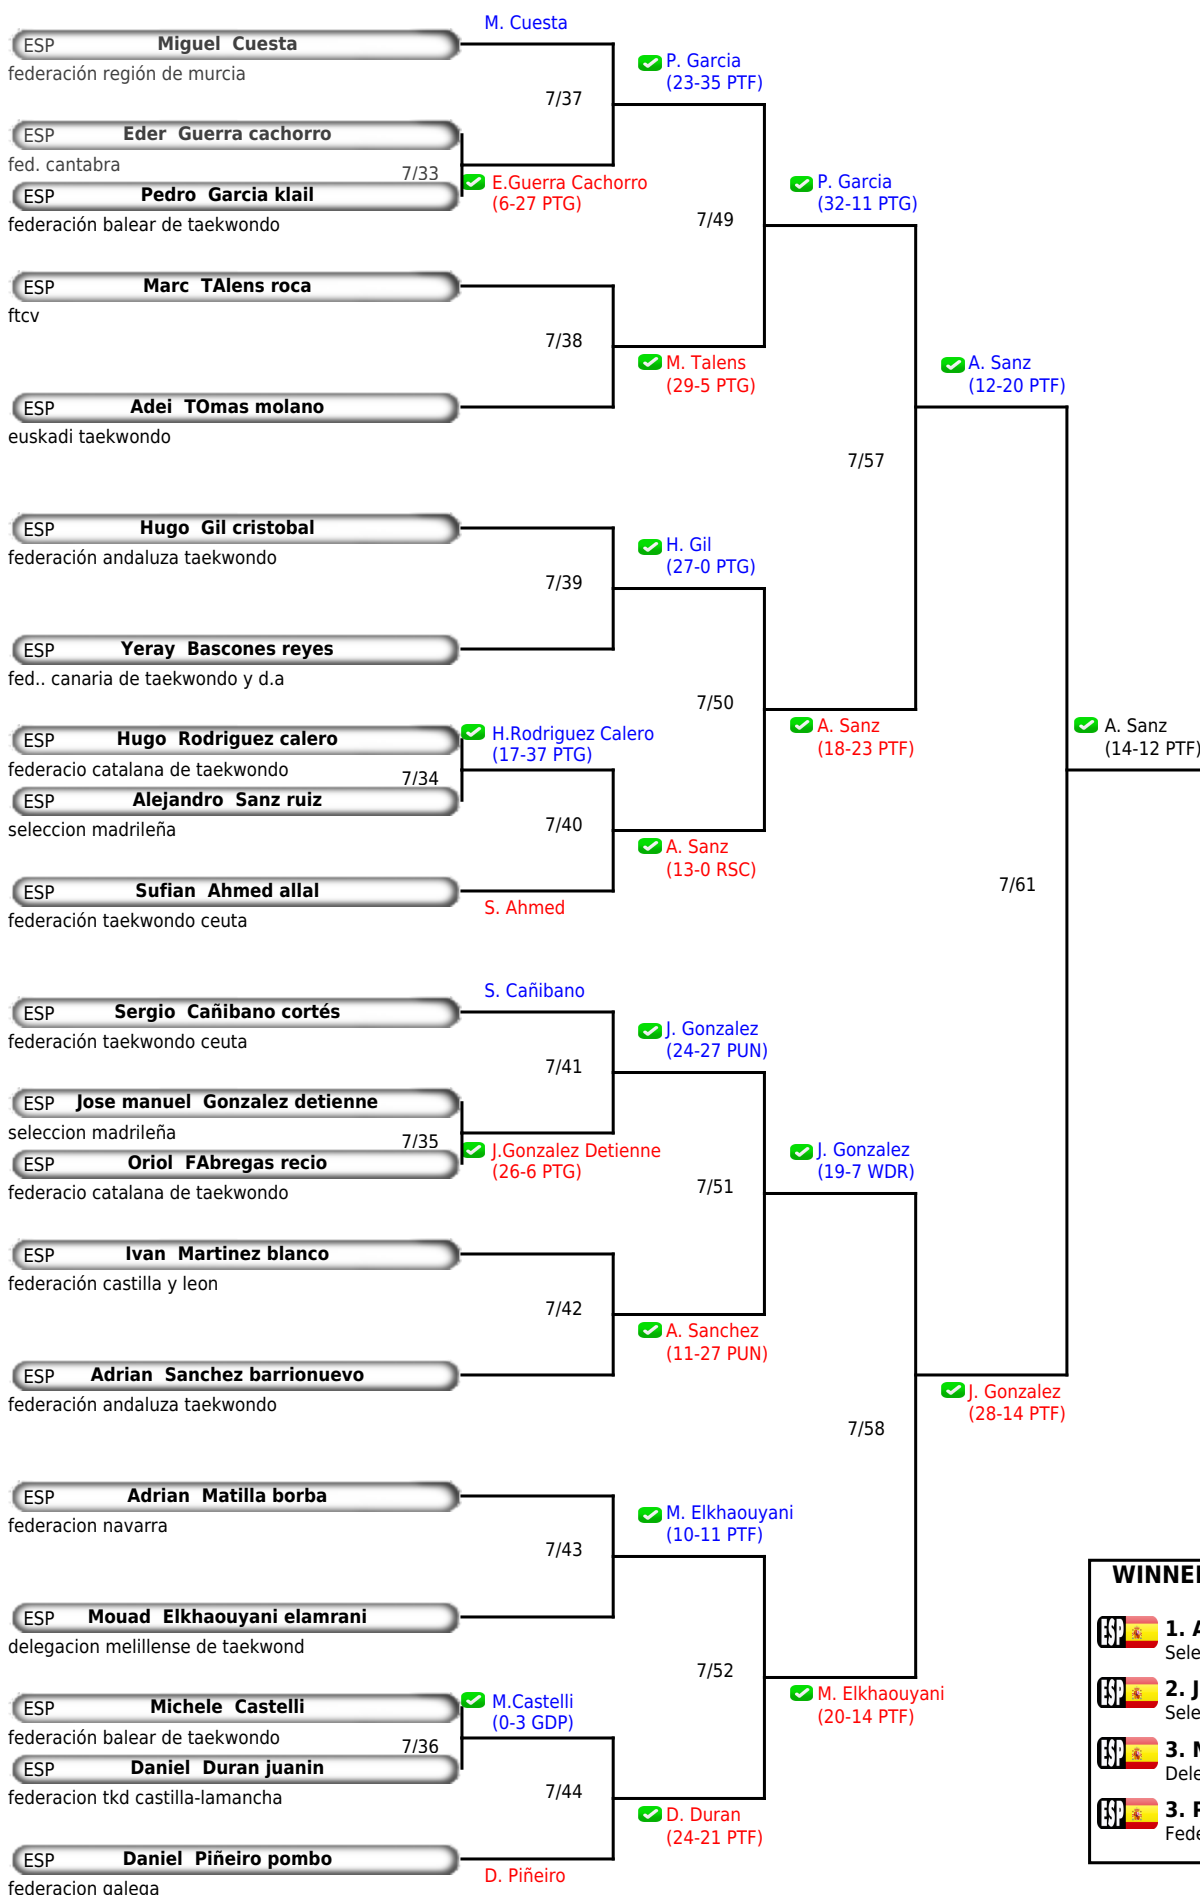 M. Cuesta
ESP Miguel Cuesta
federación región de murcia
P. Garcia
(23-35 PTF)
7/37
ESP Eder Guerra cachorro
fed. cantabra
7/33
E.Guerra Cachorro
(6-27 PTG)
ESP Pedro Garcia klail
federación balear de taekwondo
P. Garcia
(32-11 PTG)
7/49
ESP Marc TAlens roca
ftcv
7/38
M. Talens
(29-5 PTG)
A. Sanz
(12-20 PTF)
ESP Adei TOmas molano
euskadi taekwondo
7/57
ESP Hugo Gil cristobal
federación andaluza taekwondo
H. Gil
(27-0 PTG)
7/39
ESP Yeray Bascones reyes
fed.. canaria de taekwondo y d.a
7/50
ESP Hugo Rodriguez calero
federacio catalana de taekwondo
H.Rodriguez Calero
(17-37 PTG)
A. Sanz
(18-23 PTF)
A. Sanz
(14-12 PTF)
7/34
ESP Alejandro Sanz ruiz
seleccion madrileña
7/40
A. Sanz
(13-0 RSC)
ESP Sufian Ahmed allal
federación taekwondo ceuta
S. Ahmed
7/61
S. Cañibano
ESP Sergio Cañibano cortés
federación taekwondo ceuta
J. Gonzalez
(24-27 PUN)
7/41
ESP Jose manuel Gonzalez detienne
seleccion madrileña
7/35
J.Gonzalez Detienne
(26-6 PTG)
ESP Oriol FAbregas recio
federacio catalana de taekwondo
J. Gonzalez
(19-7 WDR)
7/51
ESP Ivan Martinez blanco
federación castilla y leon
7/42
A. Sanchez
(11-27 PUN)
ESP Adrian Sanchez barrionuevo
federación andaluza taekwondo
J. Gonzalez
(28-14 PTF)
7/58
ESP Adrian Matilla borba
federacion navarra
M. Elkhaouyani
(10-11 PTF)
7/43
ESP Mouad Elkhaouyani elamrani
delegacion melillense de taekwond
7/52
ESP Michele Castelli
federación balear de taekwondo
M.Castelli
(0-3 GDP)
M. Elkhaouyani
(20-14 PTF)
7/36
ESP Daniel Duran juanin
federacion tkd castilla-lamancha
7/44
D. Duran
(24-21 PTF)
ESP Daniel Piñeiro pombo
federacion galega
D. Piñeiro
WINNE
ESP 1. A
Sele
ESP 2. J
Sele
ESP 3. M
Dele
ESP 3. P
Fede